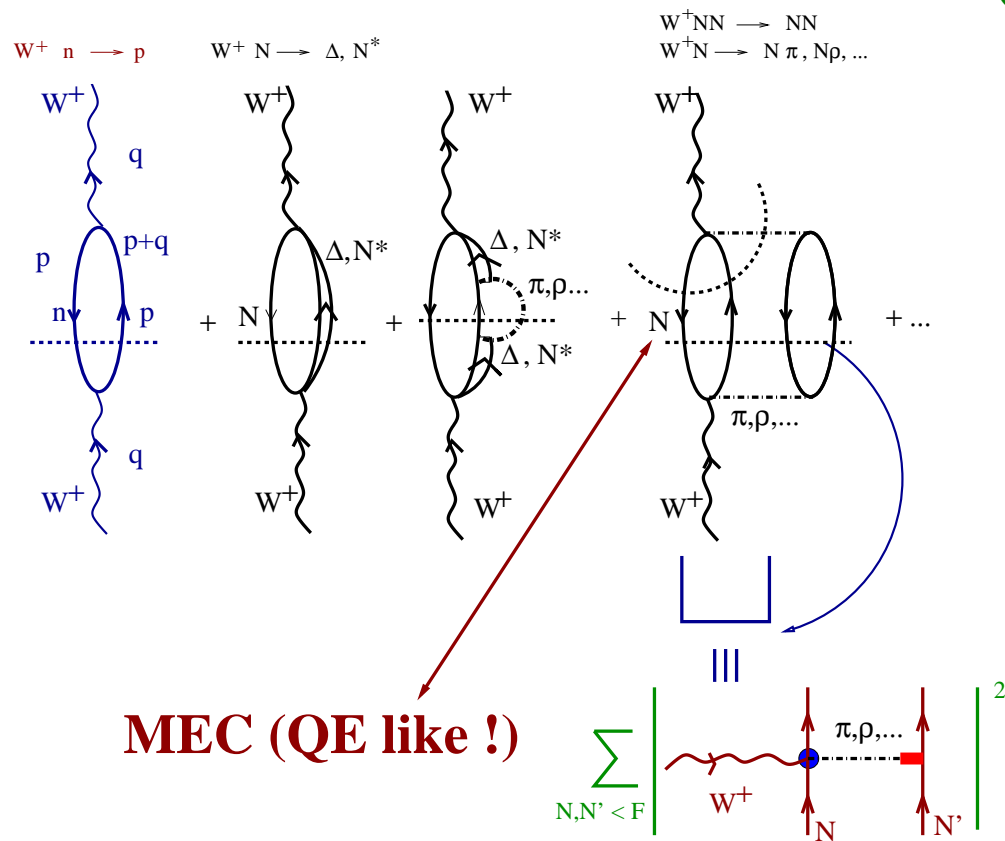 W⁺NN → NN
W⁺ n → p
W⁺ N → Δ, N*
W⁺N → N π, Nρ, ...
W⁺
W⁺
W⁺
W⁺
q
p
p+q
Δ,N*
Δ, N*
π,ρ...
n
p
+
N
+
+
N
+ ...
Δ, N*
π,ρ,...
q
W⁺
W⁺
W⁺
W⁺
MEC (QE like !)
2
∑
π,ρ,...
W⁺
N,N' < F
N
N'